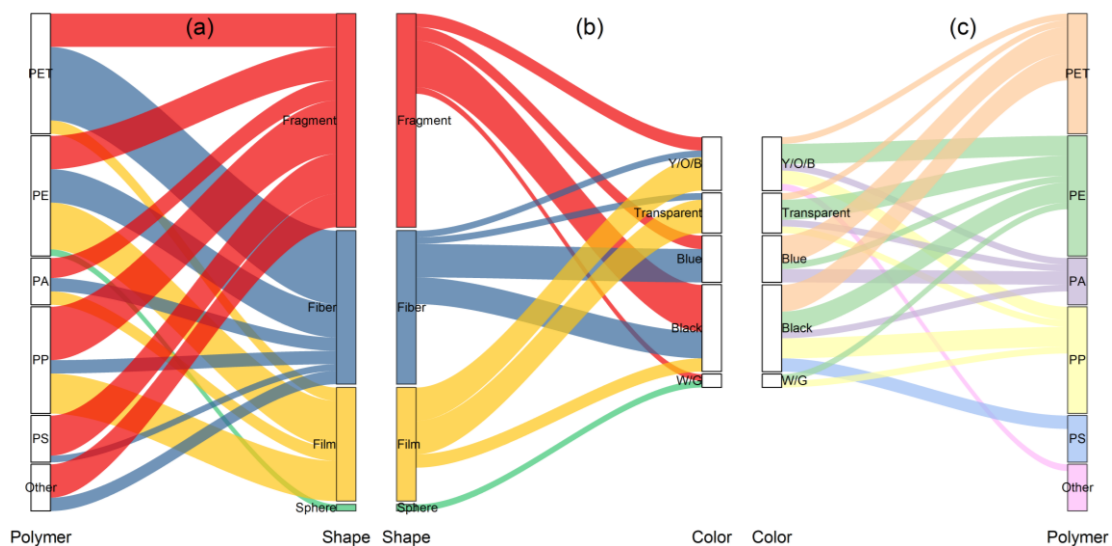 (a)
(b)
(c)
PET
PE
PA
PP
PS
Other
Fragment
Fiber
Film
Sphere
Polymer
Shape
Fragment
Fiber
Film
Sphere
Y/O/B
Transparent
Blue
Black
W/G
Shape
Color
Y/O/B
Transparent
Blue
Black
W/G
PET
PE
PA
PP
PS
Other
Color
Polymer